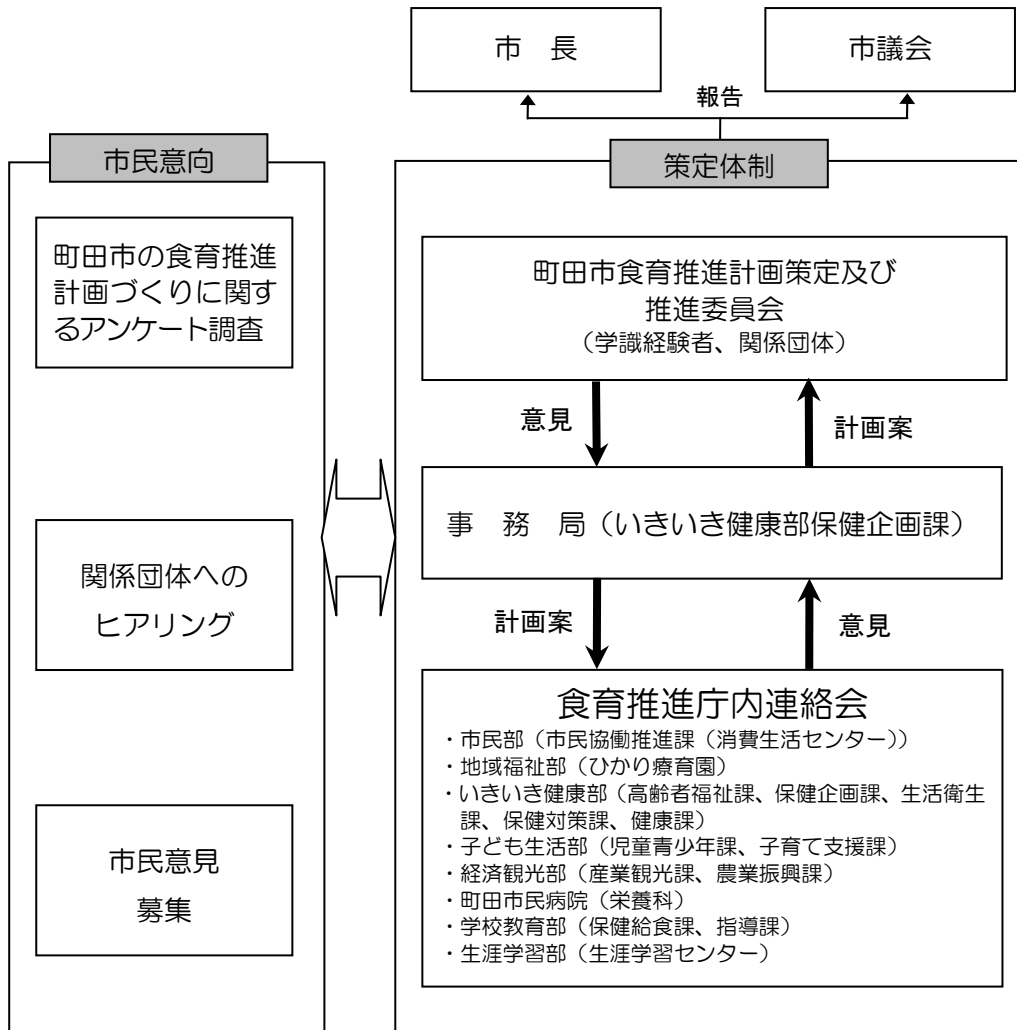 市　長
市議会
報告
市民意向
町田市の食育推進
計画づくりに関す
るアンケート調査
関係団体への
ヒアリング
市民意見
募集
策定体制
町田市食育推進計画策定及び
推進委員会
（学識経験者、関係団体）
意見
計画案
事　務　局（いきいき健康部保健企画課）
計画案
意見
食育推進庁内連絡会
・市民部（市民協働推進課（消費生活センター））
・地域福祉部（ひかり療育園）
・いきいき健康部（高齢者福祉課、保健企画課、生活衛生
課、保健対策課、健康課）
・子ども生活部（児童青少年課、子育て支援課）
・経済観光部（産業観光課、農業振興課）
・町田市民病院（栄養科）
・学校教育部（保健給食課、指導課）
・生涯学習部（生涯学習センター）